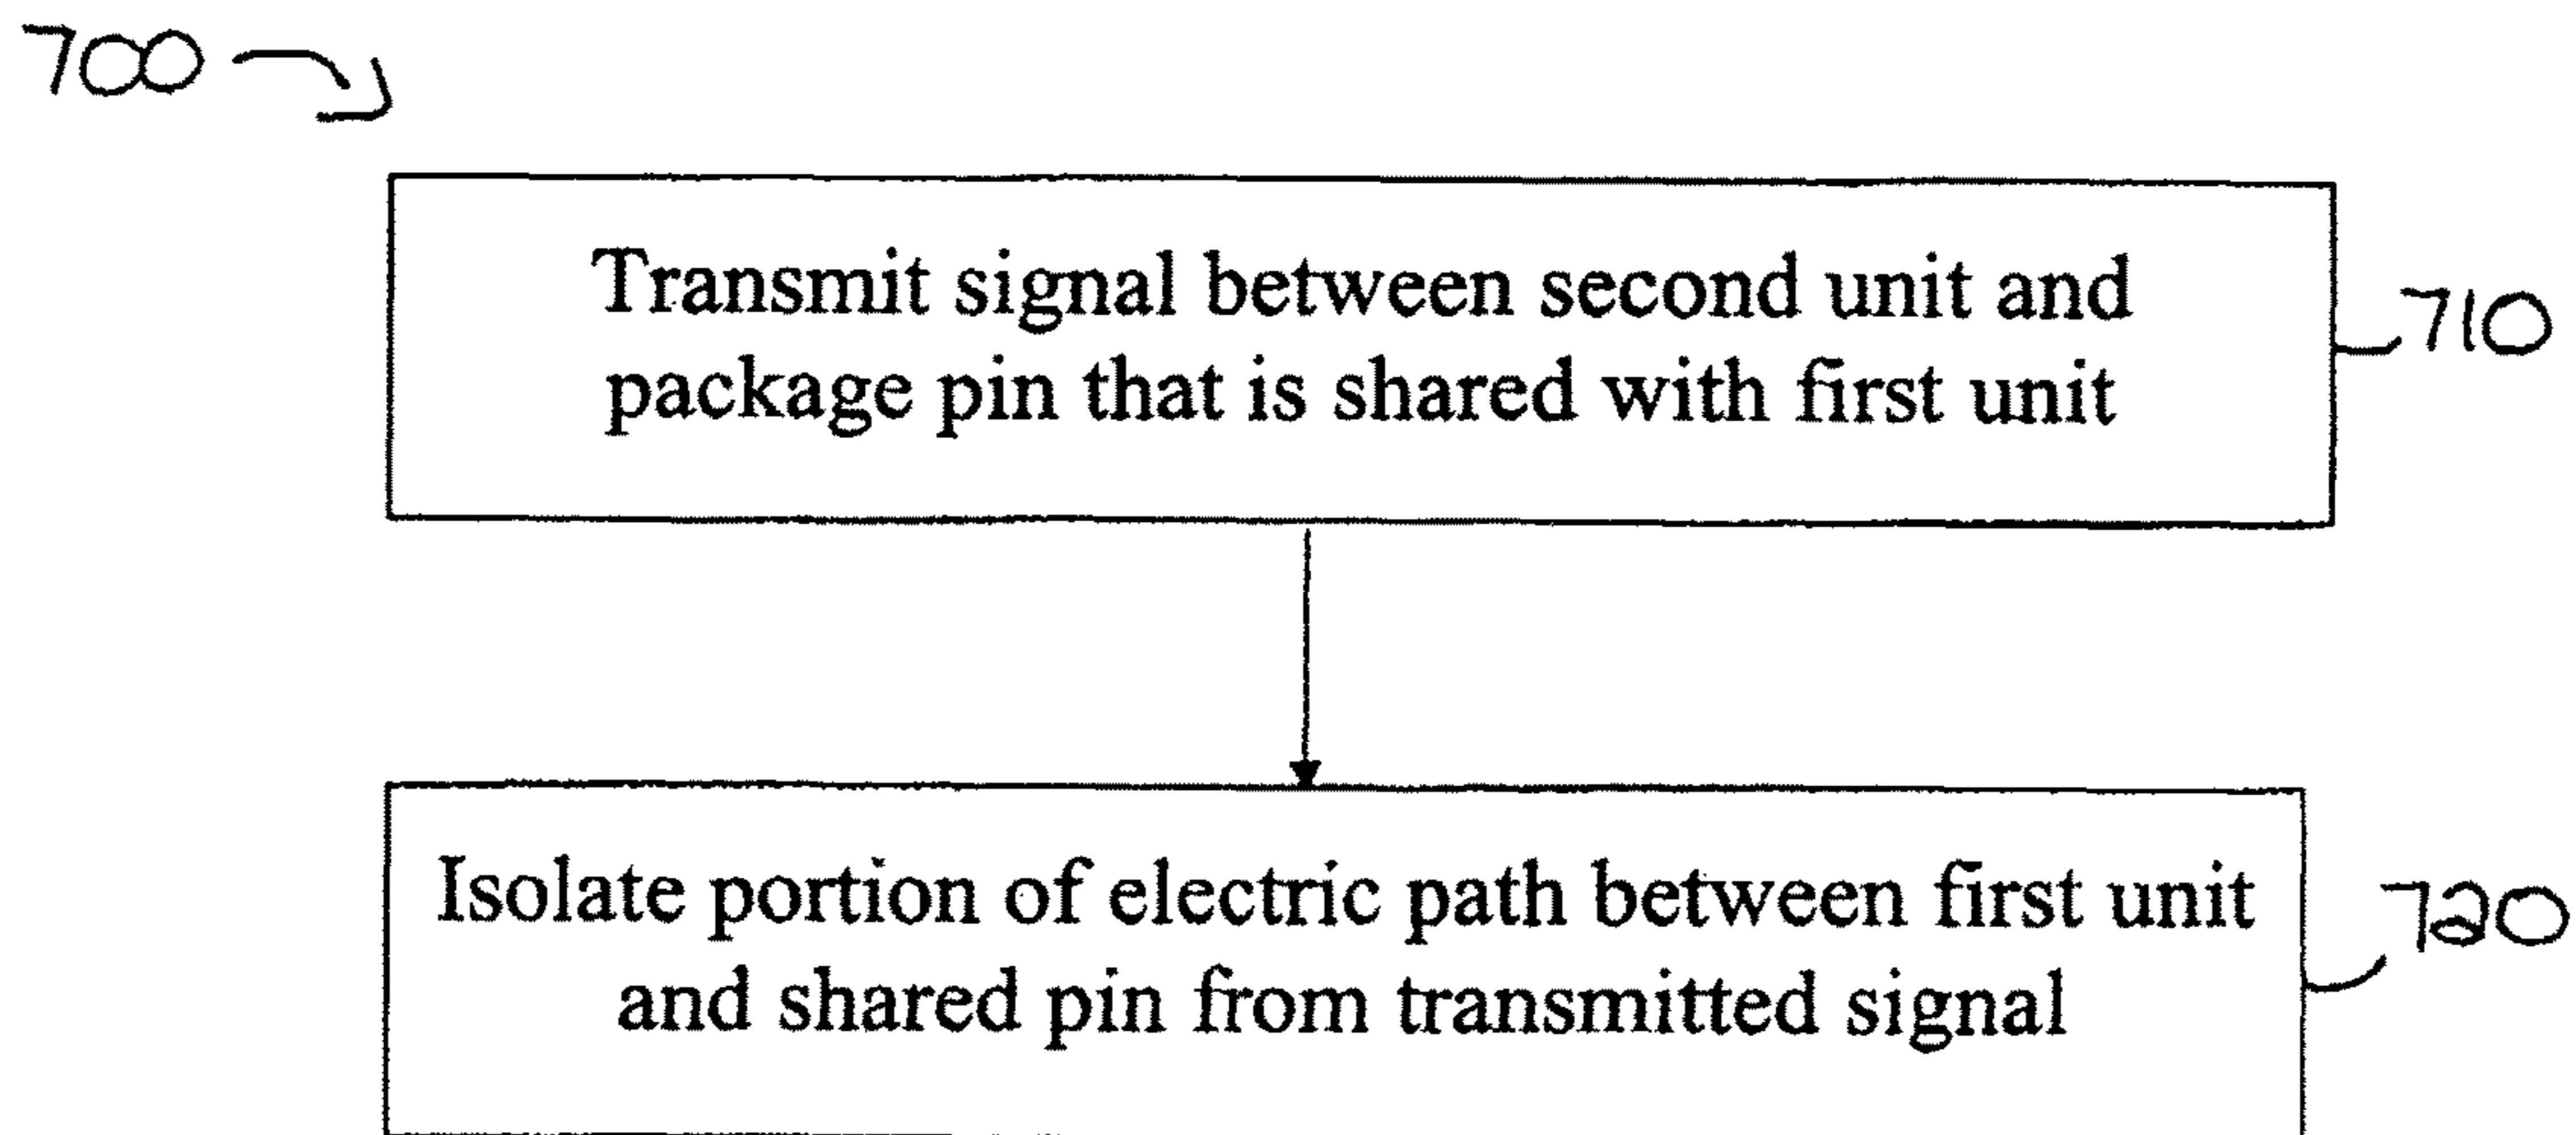 700
Transmit signal between second unit and
package pin that is shared with first unit
710
Isolate portion of electric path between first unit
and shared pin from transmitted signal
720